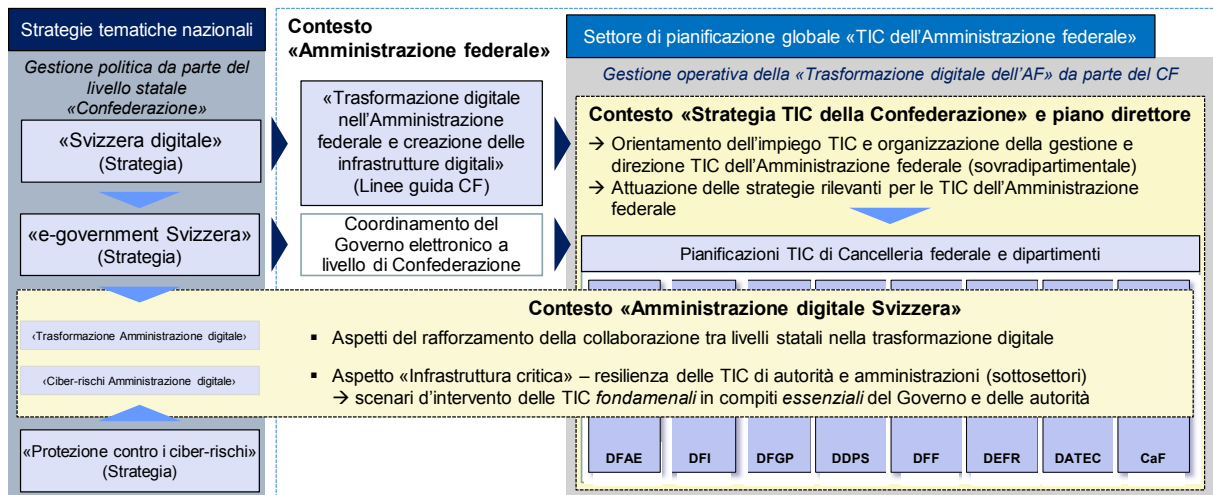 Strategie tematiche nazionali
Gestione politica da parte del
livello statale
«Confederazione»
«Svizzera digitale»
(Strategia)
«e-government Svizzera»
(Strategia)
Contesto
«Amministrazione federale»
«Trasformazione digitale
nell'Amministrazione
federale e creazione delle
infrastrutture digitali»
(Linee guida CF)
Coordinamento del
Governo elettronico a
livello di Confederazione
Settore di pianificazione globale «TIC dell'Amministrazione federale»
Gestione operativa della «Trasformazione digitale dell'AF» da parte del CF
Contesto «Strategia TIC della Confederazione» e piano direttore
→ Orientamento dell'impiego TIC e organizzazione della gestione e
direzione TIC dell'Amministrazione federale (sovradipartimentale)
→ Attuazione delle strategie rilevanti per le TIC dell'Amministrazione
federale
Pianificazioni TIC di Cancelleria federale e dipartimenti
Contesto «Amministrazione digitale Svizzera»
‹Trasformazione Amministrazione digitale›
▪ Aspetti del rafforzamento della collaborazione tra livelli statali nella trasformazione digitale
‹Ciber-rischi Amministrazione digitale›
▪ Aspetto «Infrastruttura critica» – resilienza delle TIC di autorità e amministrazioni (sottosettori)
→ scenari d'intervento delle TIC fondamenali in compiti essenziali del Governo e delle autorità
«Protezione contro i ciber-rischi»
(Strategia)
DFAE DFI DFGP DDPS DFF DEFR DATEC CaF